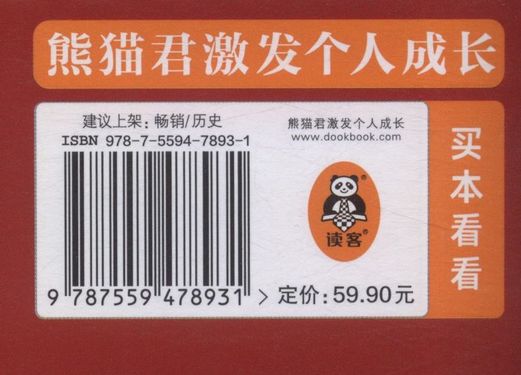 熊猫君激发个人成长
建议上架：畅销/历史
ISBN 978-7-5594-7893-1
9 787559 478931 >
熊猫君激发个人成长
www.dookbook.com
读客®
定价：59.90元
买本看看